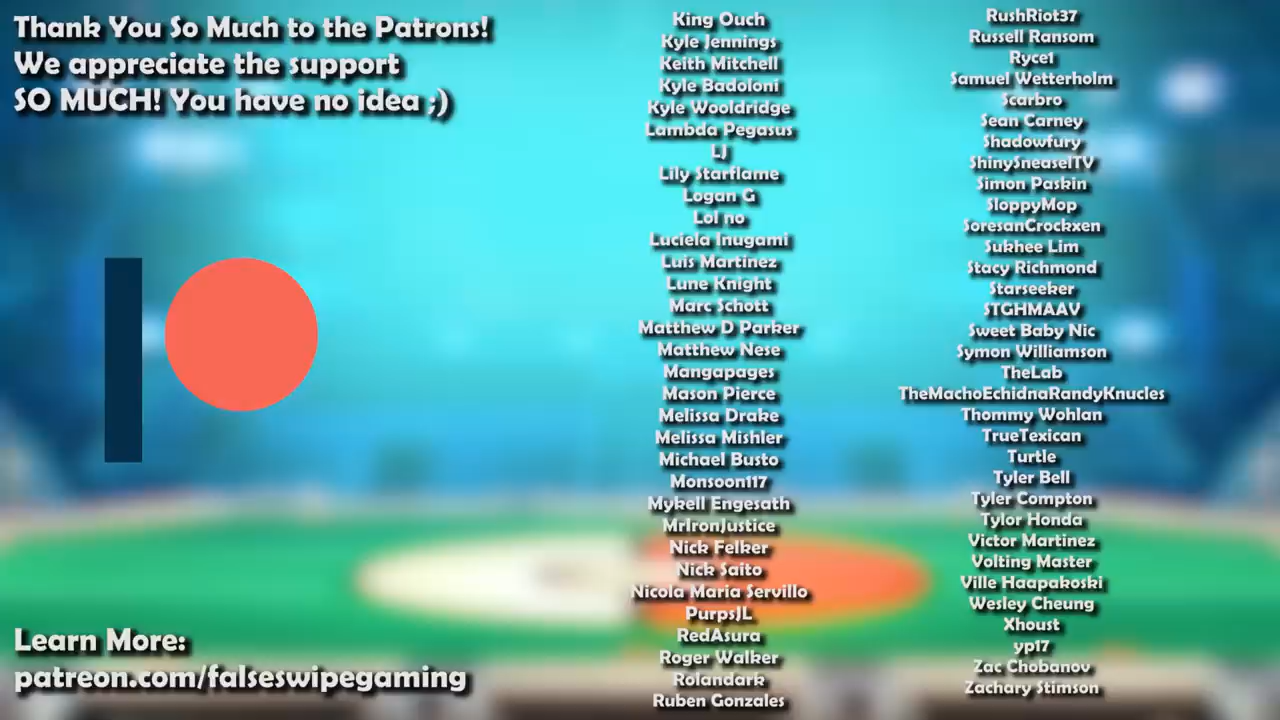 Thank You So Much to the Patrons!
We appreciate the support
SO MUCH! You have no idea ;)
Learn More:
patreon.com/falseswipegaming
King Ouch
Kyle Jennings
Keith Mitchell
Kyle Badoloni
Kyle Wooldridge
Lambda Pegasus
LJ
Lily Starflame
Logan G
Lol no
Luciela Inugami
Luis Martinez
Lune Knight
Marc Schott
Matthew D Parker
Matthew Nese
Mangapages
Mason Pierce
Melissa Drake
Melissa Mishler
Michael Busto
Monsoon117
Mykell Engesath
MrIronJustice
Nick Felker
Nick Saito
Nicola Maria Servillo
PurpsJL
RedAsura
Roger Walker
Rolandark
Ruben Gonzales
RushRiot37
Russell Ransom
Ryce1
Samuel Wetterholm
Scarbro
Sean Carney
Shadowfury
ShinySneaselTV
Simon Paskin
SloppyMop
SoresanCrockxen
Sukhee Lim
Stacy Richmond
Starseeker
STGHMAAV
Sweet Baby Nic
Symon Williamson
TheLab
TheMachoEchidnaRandyKnucles
Thommy Wohlan
TrueTexican
Turtle
Tyler Bell
Tyler Compton
Tylor Honda
Victor Martinez
Volting Master
Ville Haapakoski
Wesley Cheung
Xhoust
yp17
Zac Chobanov
Zachary Stimson